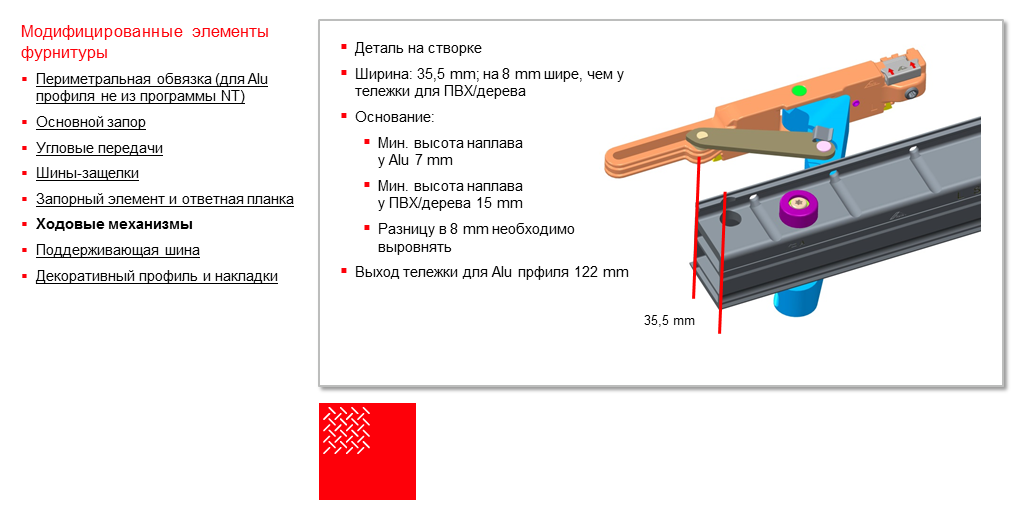 Модифицированные элементы
фурнитуры
Периметральная обвязка (для Alu
профиля не из программы NT)
Основной запор
Угловые передачи
Шины-защелки
Запорный элемент и ответная планка
Ходовые механизмы
Поддерживающая шина
Декоративный профиль и накладки
Деталь на створке
Ширина: 35,5 mm; на 8 mm шире, чем у
тележки для ПВХ/дерева
Основание:
Мин. высота наплава
у Alu 7 mm
Мин. высота наплава
у ПВХ/дерева 15 mm
Разницу в 8 mm необходимо
выровнять
Выход тележки для Alu прфиля 122 mm
35,5 mm